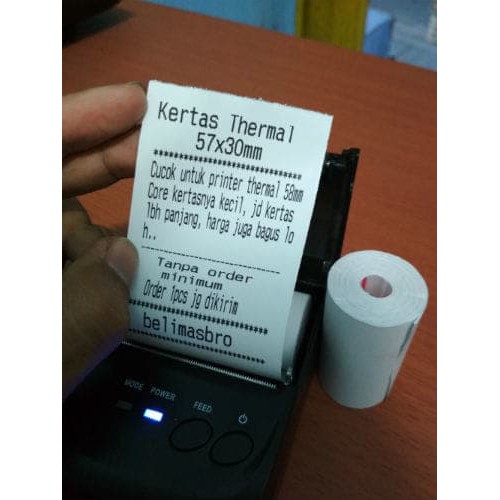 Kertas Thermal
57x30mm
******************************
Cucok untuk printer thermal 58mm
Core kertasnya kecil, jd kertas
lbh panjang, harga juga bagus lo
h..
--------------------------------
Tanpa order
minimum
Order 1pcs jg dikirim
******************************
belimasbro
******************************
MODE POWER FEED